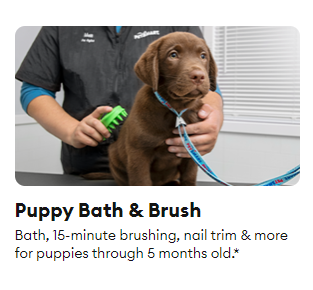 Puppy Bath & Brush
Bath, 15-minute brushing, nail trim & more
for puppies through 5 months old.*